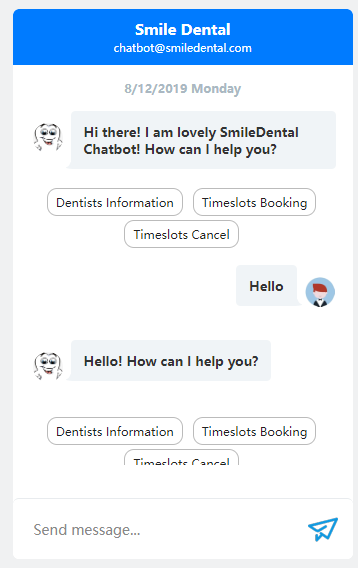 Smile Dental
chatbot@smiledental.com
8/12/2019 Monday
Hi there! I am lovely SmileDental
Chatbot! How can I help you?
Dentists Information
Timeslots Booking
Timeslots Cancel
Hello
Hello! How can I help you?
Dentists Information
Timeslots Booking
Timeslots Cancel
Send message...